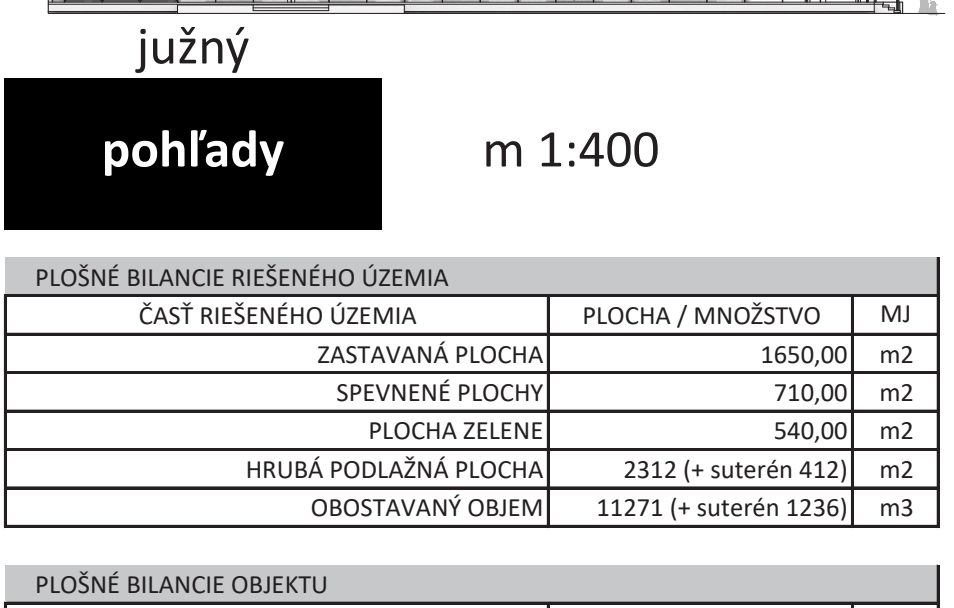 južný
pohľady m 1:400
PLOŠNÉ BILANCIE RIEŠENÉHO ÚZEMIA
ČASŤ RIEŠENÉHO ÚZEMIA PLOCHA / MNOŽSTVO MJ
ZASTAVANÁ PLOCHA 1650,00 m2
SPEVNENÉ PLOCHY 710,00 m2
PLOCHA ZELENE 540,00 m2
HRUBÁ PODLAŽNÁ PLOCHA 2312 (+ suterén 412) m2
OBOSTAVANÝ OBJEM 11271 (+ suterén 1236) m3
PLOŠNÉ BILANCIE OBJEKTU